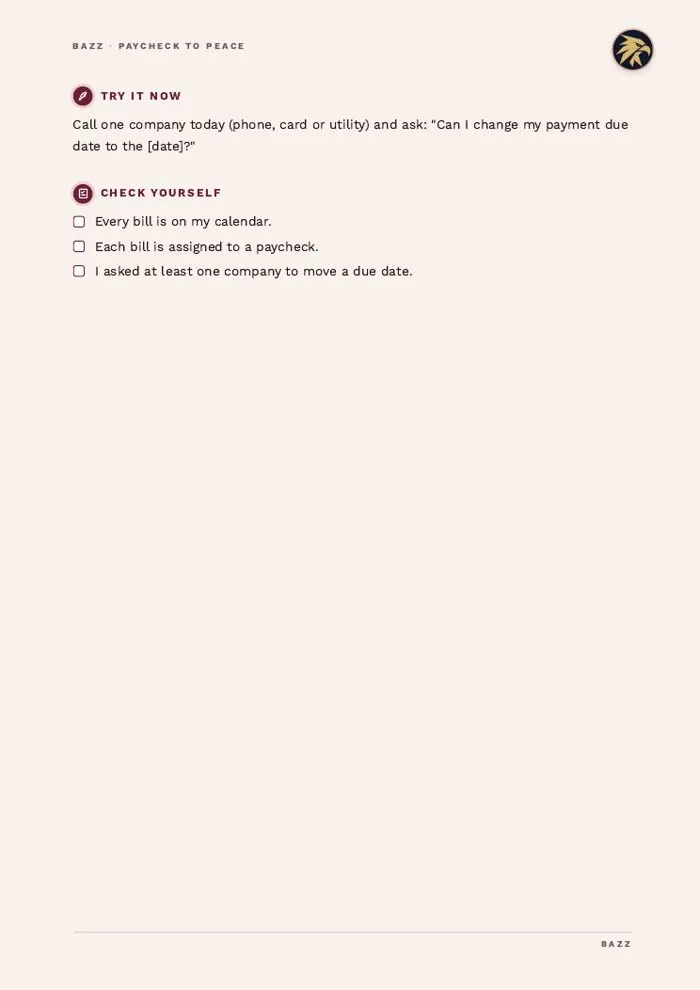 BAZZ · PAYCHECK TO PEACE
TRY IT NOW
Call one company today (phone, card or utility) and ask: "Can I change my payment due
date to the [date]?"
CHECK YOURSELF
Every bill is on my calendar.
Each bill is assigned to a paycheck.
I asked at least one company to move a due date.
BAZZ